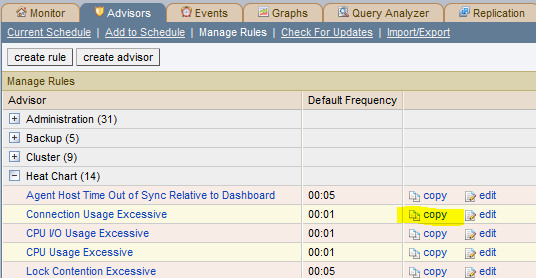 Monitor Advisors Events Graphs Query Analyzer Replication
Current Schedule | Add to Schedule | Manage Rules | Check For Updates | Import/Export
create rule create advisor
Manage Rules
Advisor Default Frequency
Administration (31)
Backup (5)
Cluster (9)
Heat Chart (14)
Agent Host Time Out of Sync Relative to Dashboard 00:05 copy edit
Connection Usage Excessive 00:01 copy edit
CPU I/O Usage Excessive 00:01 copy edit
CPU Usage Excessive 00:01 copy edit
Lock Contention Excessive 00:05 copy edit